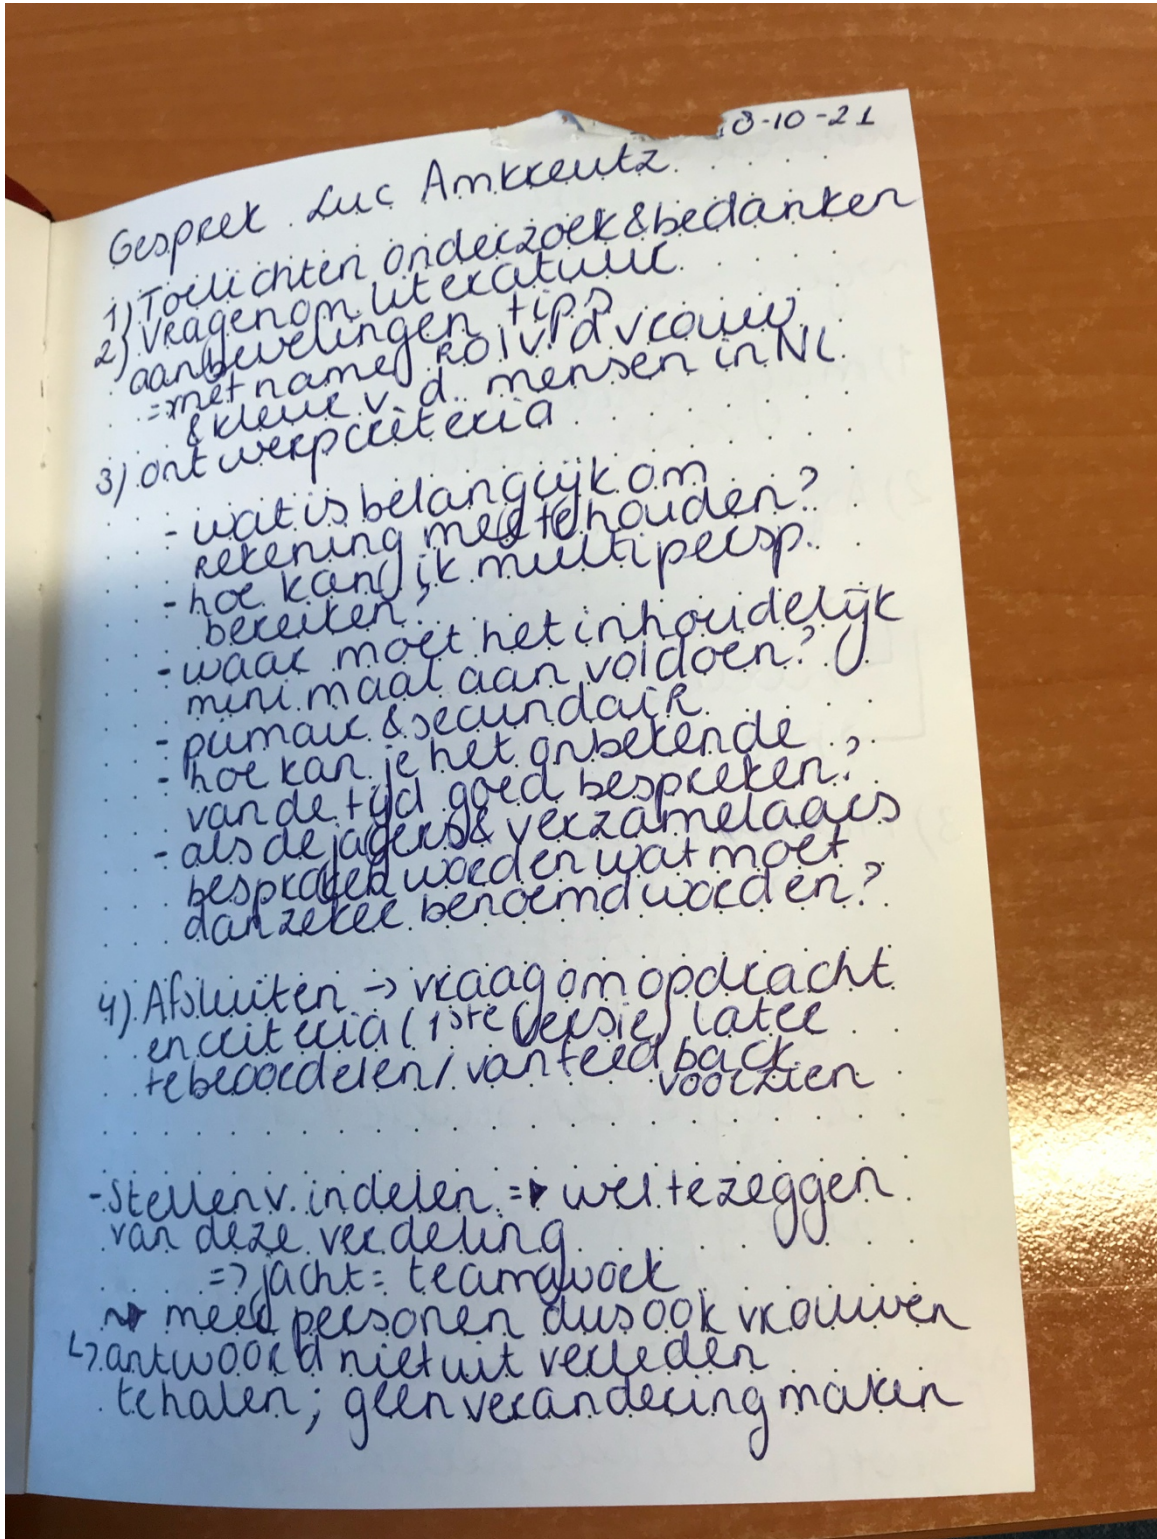 8-10-21
Gesprek Luc Amkreutz
1) Toelichten onderzoek & bedanken
2) Vragen om literatuur
aanbevelingen tips
= met name rol v/d vrouw
& kleur v. d. mensen in NL
3) ontwerpcriteria
- wat is belangrijk om
rekening mee te houden?
- hoe kan ik multipersp.
bereiken?
- waar moet het inhoudelijk
minimaal aan voldoen?
- primair & secundair
- hoe kan je het onbekende
van de tijd goed bespreken?
- als de jagers & verzamelaars
besproken worden wat moet
dan zeker benoemd worden?
4) Afsluiten -> vraag om opdracht
en criteria (1ste versie) later
te beoordelen / van feedback
voorzien
- Stellen v. indelen => wel te zeggen
van deze verdeling
=> jacht = teamwork
~> meer personen dus ook vrouwen
↳ antwoord niet uit verleden
te halen; geen verandering maken